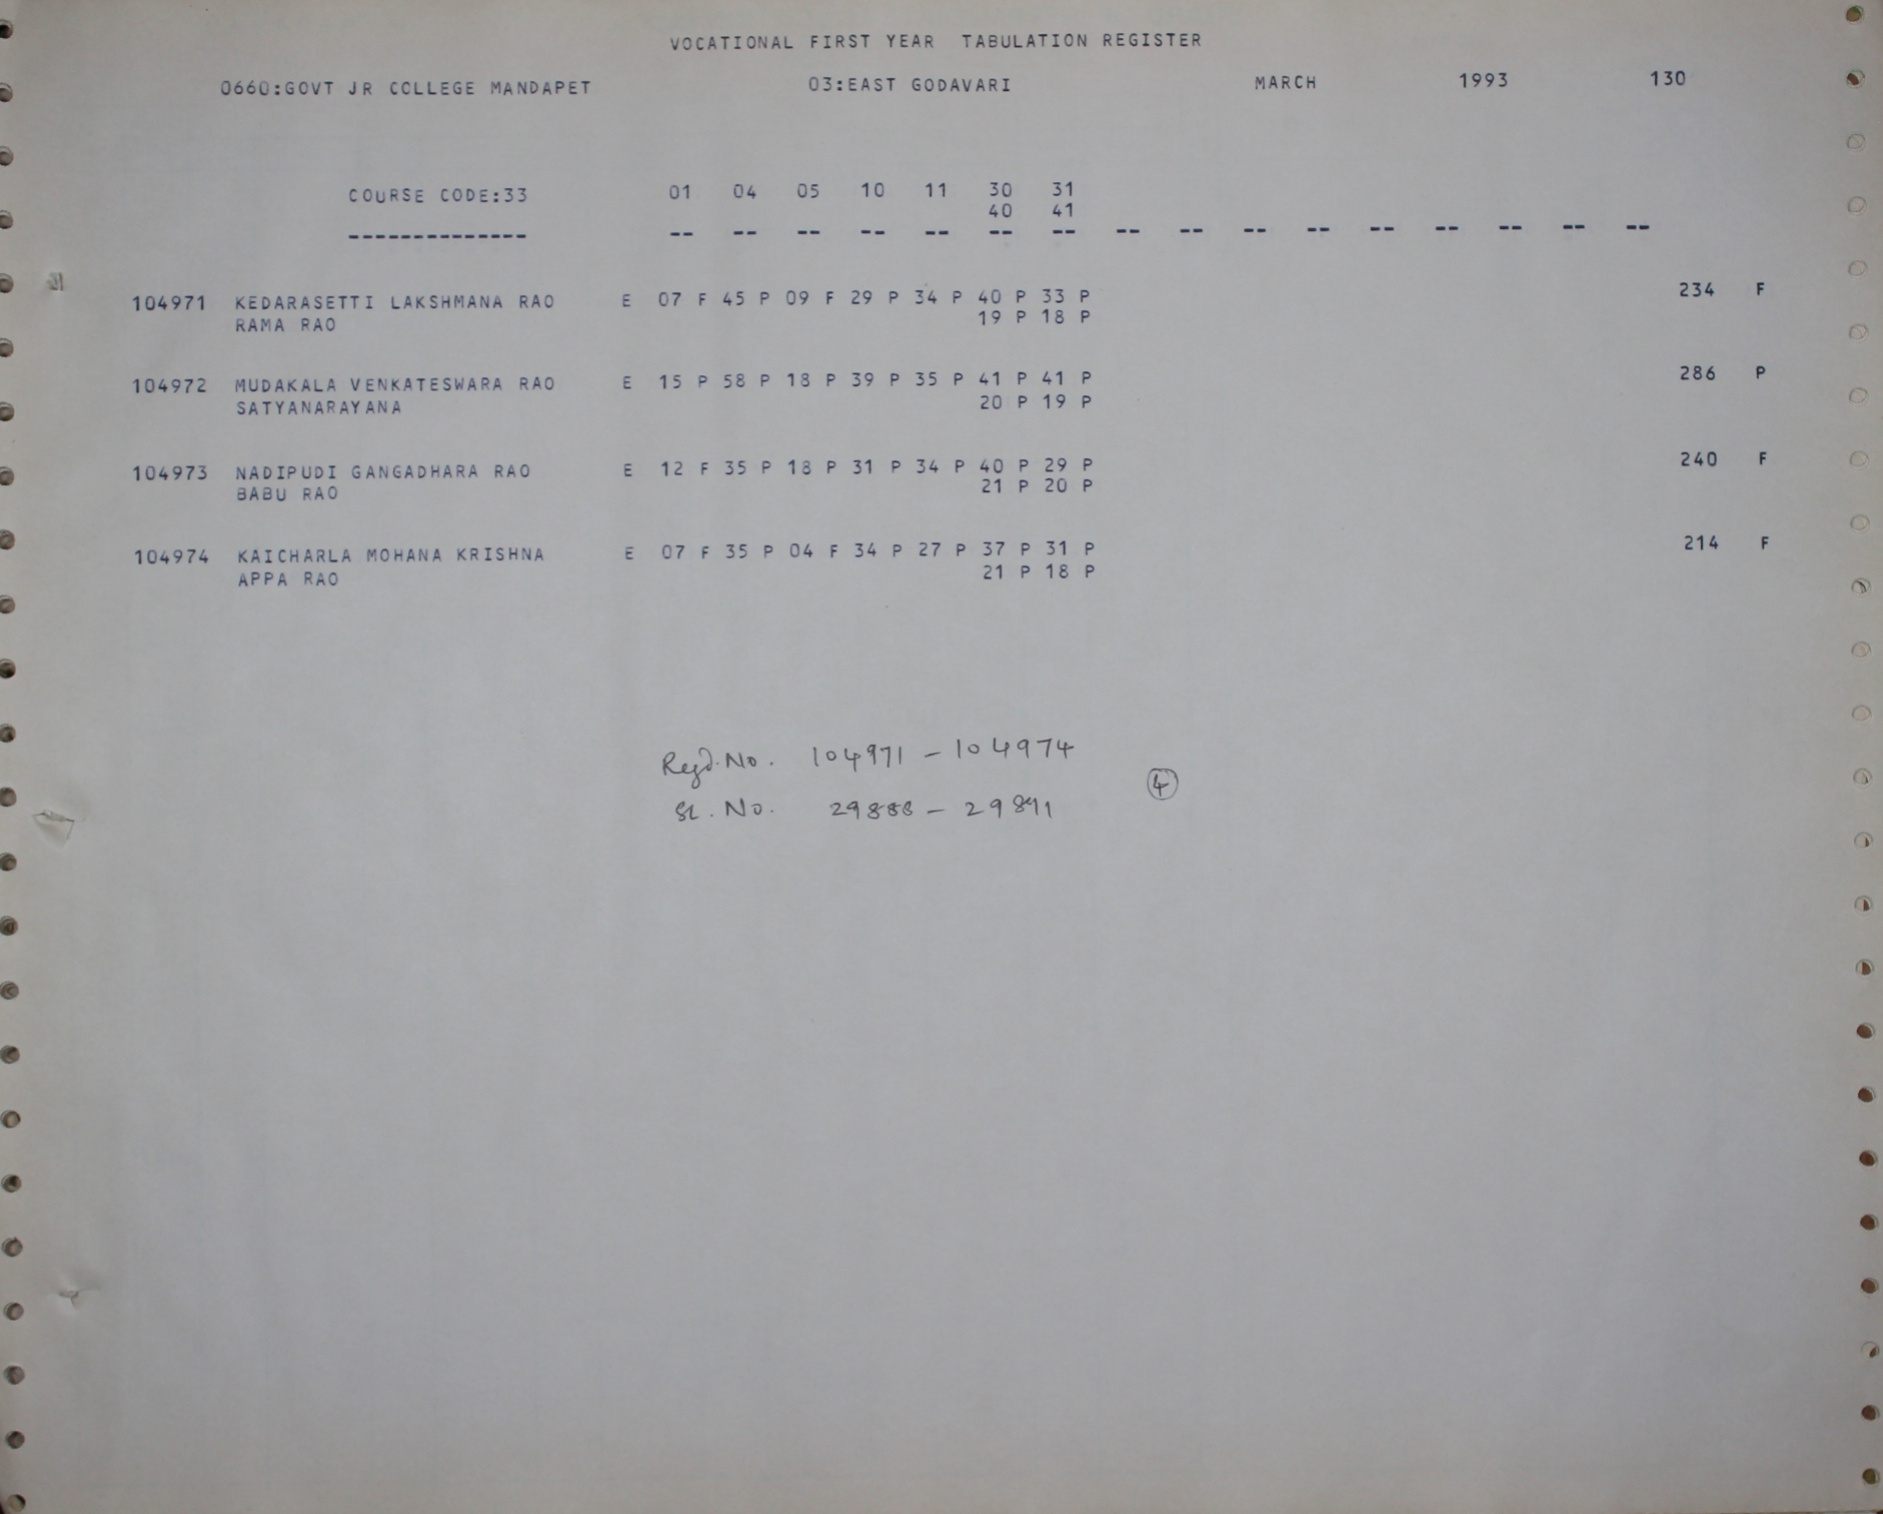 VOCATIONAL FIRST YEAR TABULATION REGISTER
0660:GOVT JR COLLEGE MANDAPET 03:EAST GODAVARI MARCH 1993 130
COURSE CODE:33 01 04 05 10 11 30 31
40 41
-------------- -- -- -- -- -- -- -- -- -- -- -- -- -- -- -- --
104971 KEDARASETTI LAKSHMANA RAO E 07 F 45 P 09 F 29 P 34 P 40 P 33 P 234 F
RAMA RAO 19 P 18 P
104972 MUDAKALA VENKATESWARA RAO E 15 P 58 P 18 P 39 P 35 P 41 P 41 P 286 P
SATYANARAYANA 20 P 19 P
104973 NADIPUDI GANGADHARA RAO E 12 F 35 P 18 P 31 P 34 P 40 P 29 P 240 F
BABU RAO 21 P 20 P
104974 KAICHARLA MOHANA KRISHNA E 07 F 35 P 04 F 34 P 27 P 37 P 31 P 214 F
APPA RAO 21 P 18 P
Regd. No. 104971 - 104974
Sl. No. 29888 - 29891 4